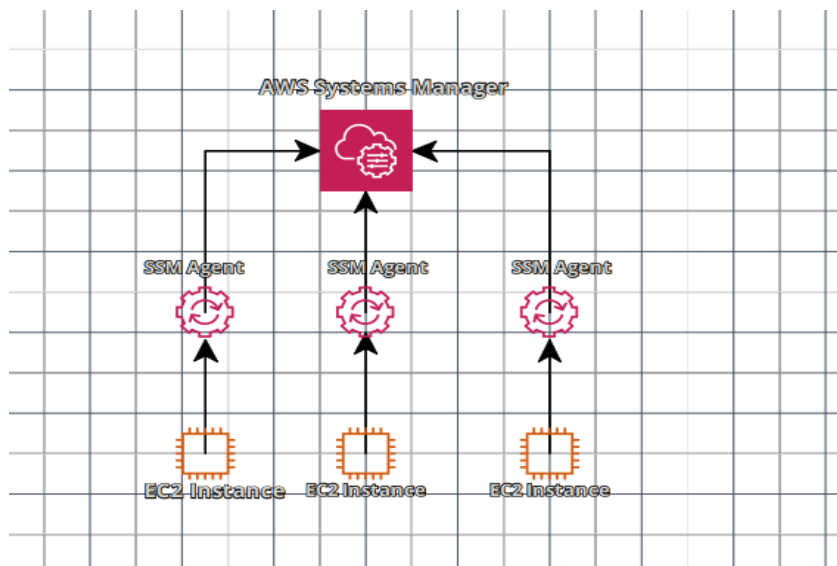 AWS Systems Manager
SSM Agent
SSM Agent
SSM Agent
EC2 Instance
EC2 Instance
EC2 Instance